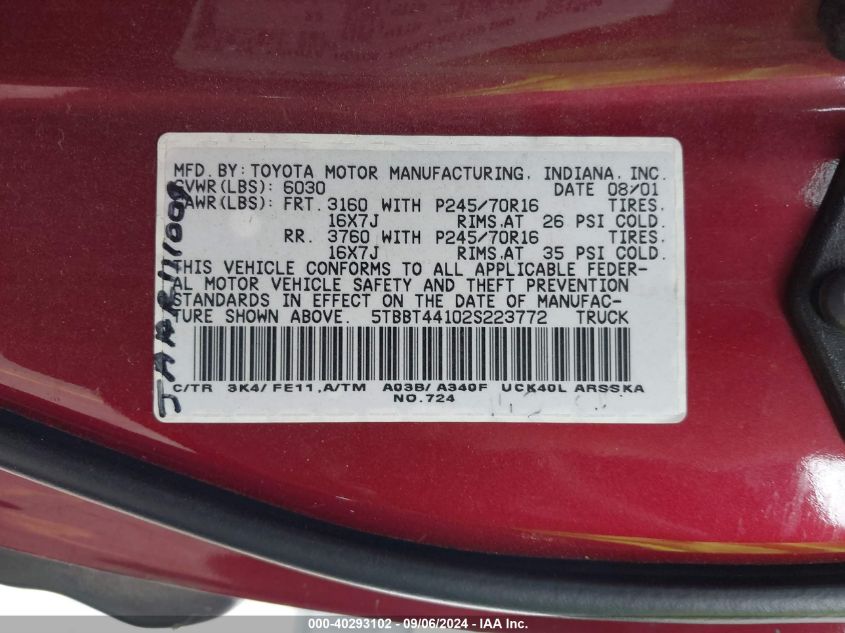 MFD. BY: TOYOTA MOTOR MANUFACTURING, INDIANA, INC.
GVWR(LBS): 6030 DATE 08/01
GAWR(LBS): FRT. 3160 WITH P245/70R16 TIRES,
16X7J RIMS,AT 26 PSI COLD.
RR. 3760 WITH P245/70R16 TIRES,
16X7J RIMS,AT 35 PSI COLD.
THIS VEHICLE CONFORMS TO ALL APPLICABLE FEDER-
AL MOTOR VEHICLE SAFETY AND THEFT PREVENTION
STANDARDS IN EFFECT ON THE DATE OF MANUFAC-
TURE SHOWN ABOVE. 5TBBT44102S223772 TRUCK
C/TR 3K4/ FE11,A/TM A03B/ A340F UCK40L ARSSKA
NO.724
000-40293102 - 09/06/2024 - IAA Inc.